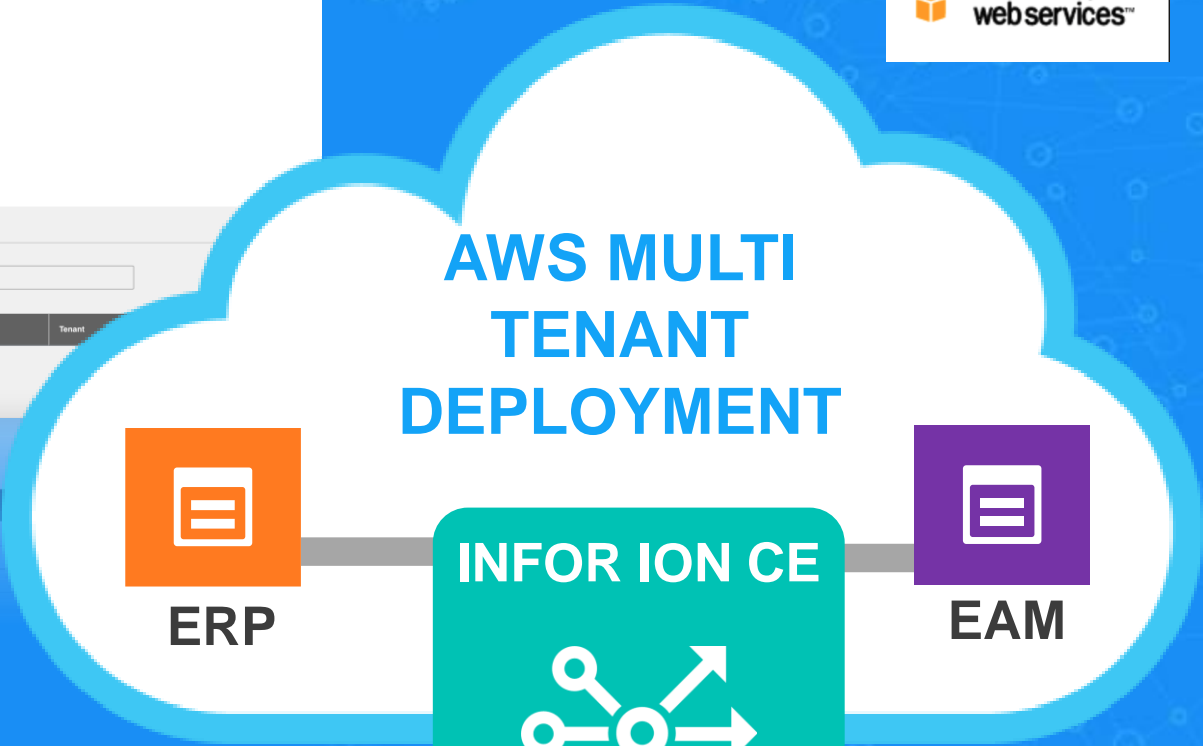 web services™
Tenant
AWS MULTI
TENANT
DEPLOYMENT
INFOR ION CE
ERP
EAM